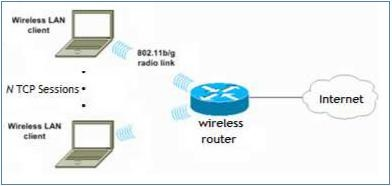 Wireless LAN
client
802.11b/g
radio link
N TCP Sessions
Internet
wireless
router
Wireless LAN
client